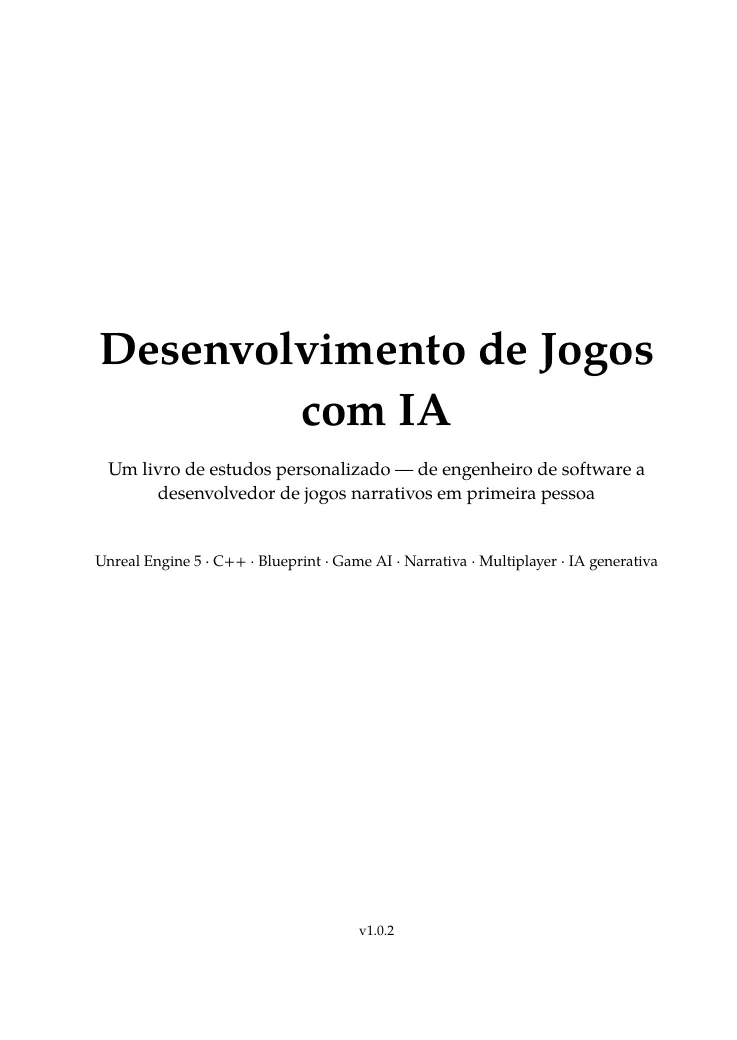 Desenvolvimento de Jogos
com IA
Um livro de estudos personalizado — de engenheiro de software a
desenvolvedor de jogos narrativos em primeira pessoa
Unreal Engine 5 · C++ · Blueprint · Game AI · Narrativa · Multiplayer · IA generativa
v1.0.2